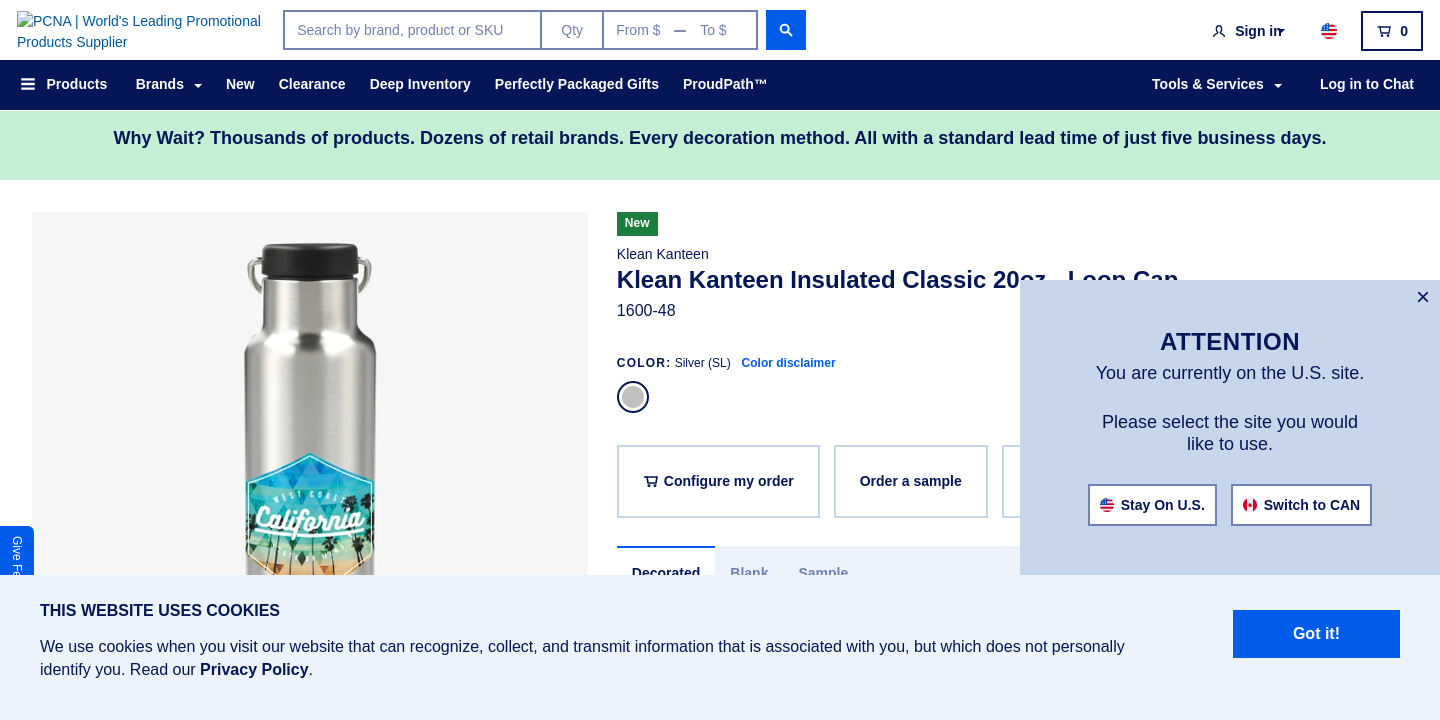 PCNA | World's Leading Promotional
Products Supplier
Search by brand, product or SKU
Qty
From $
To $
Sign in
0
Products
Brands
New
Clearance
Deep Inventory
Perfectly Packaged Gifts
ProudPath™
Tools & Services
Log in to Chat
Why Wait? Thousands of products. Dozens of retail brands. Every decoration method. All with a standard lead time of just five business days.
New
Klean Kanteen
Klean Kanteen Insulated Classic 20oz - Loop Cap
1600-48
COLOR: Silver (SL) Color disclaimer
Configure my order
Order a sample
Decorated
Blank
Sample
WEST COAST
California
Give Fe
×
ATTENTION
You are currently on the U.S. site.
Please select the site you would
like to use.
Stay On U.S.
Switch to CAN
THIS WEBSITE USES COOKIES
We use cookies when you visit our website that can recognize, collect, and transmit information that is associated with you, but which does not personally
identify you. Read our Privacy Policy.
Got it!